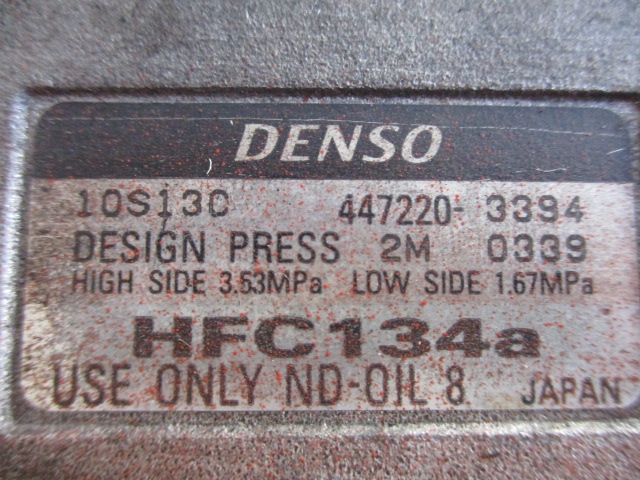 DENSO
10S13C 447220-3394
DESIGN PRESS 2M 0339
HIGH SIDE 3.53MPa LOW SIDE 1.67MPa
HFC134a
USE ONLY ND-OIL 8 JAPAN